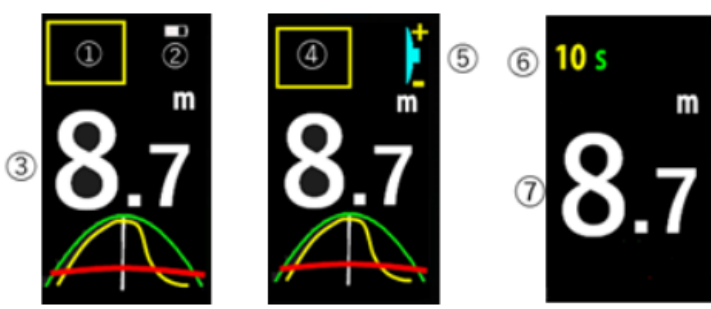 ① ②
m
③ 8.7
④ + ⑤
-
m
8.7
⑥ 10 s
m
⑦ 8.7